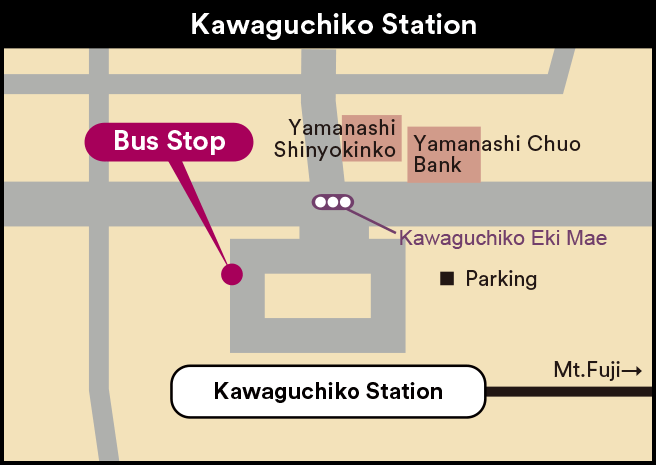 Kawaguchiko Station
Bus Stop
Yamanashi
Shinyokinko
Yamanashi Chuo
Bank
Kawaguchiko Eki Mae
Parking
Mt.Fuji→
Kawaguchiko Station